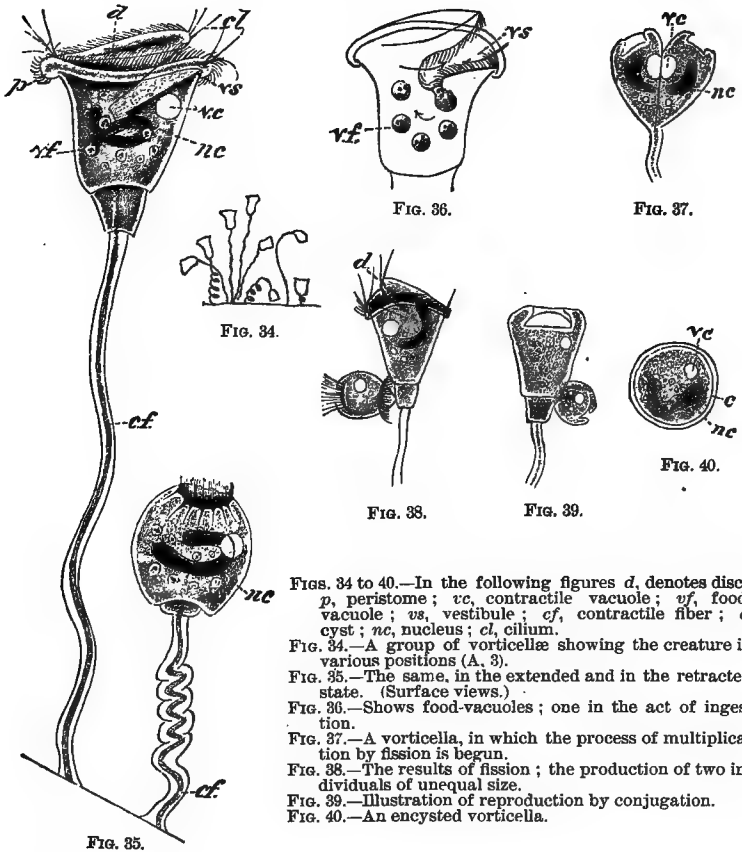 d
cl
p
vs
vc
vf
nc
vs
vf.
FIG. 36.
vc
nc
FIG. 37.
FIG. 34.
d
FIG. 38.
FIG. 39.
vc
c
nc
FIG. 40.
cf.
nc
cf.
FIG. 35.
FIGS. 34 to 40.—In the following figures d, denotes disc
p, peristome; vc, contractile vacuole; vf, food
vacuole; vs, vestibule; cf, contractile fiber;
cyst; nc, nucleus; cl, cilium.
FIG. 34.—A group of vorticellæ showing the creature i
various positions (A, 3).
FIG. 35.—The same, in the extended and in the retracte
state. (Surface views.)
FIG. 36.—Shows food-vacuoles; one in the act of inges
tion.
FIG. 37.—A vorticella, in which the process of multiplica
tion by fission is begun.
FIG. 38.—The results of fission; the production of two in
dividuals of unequal size.
FIG. 39.—Illustration of reproduction by conjugation.
FIG. 40.—An encysted vorticella.